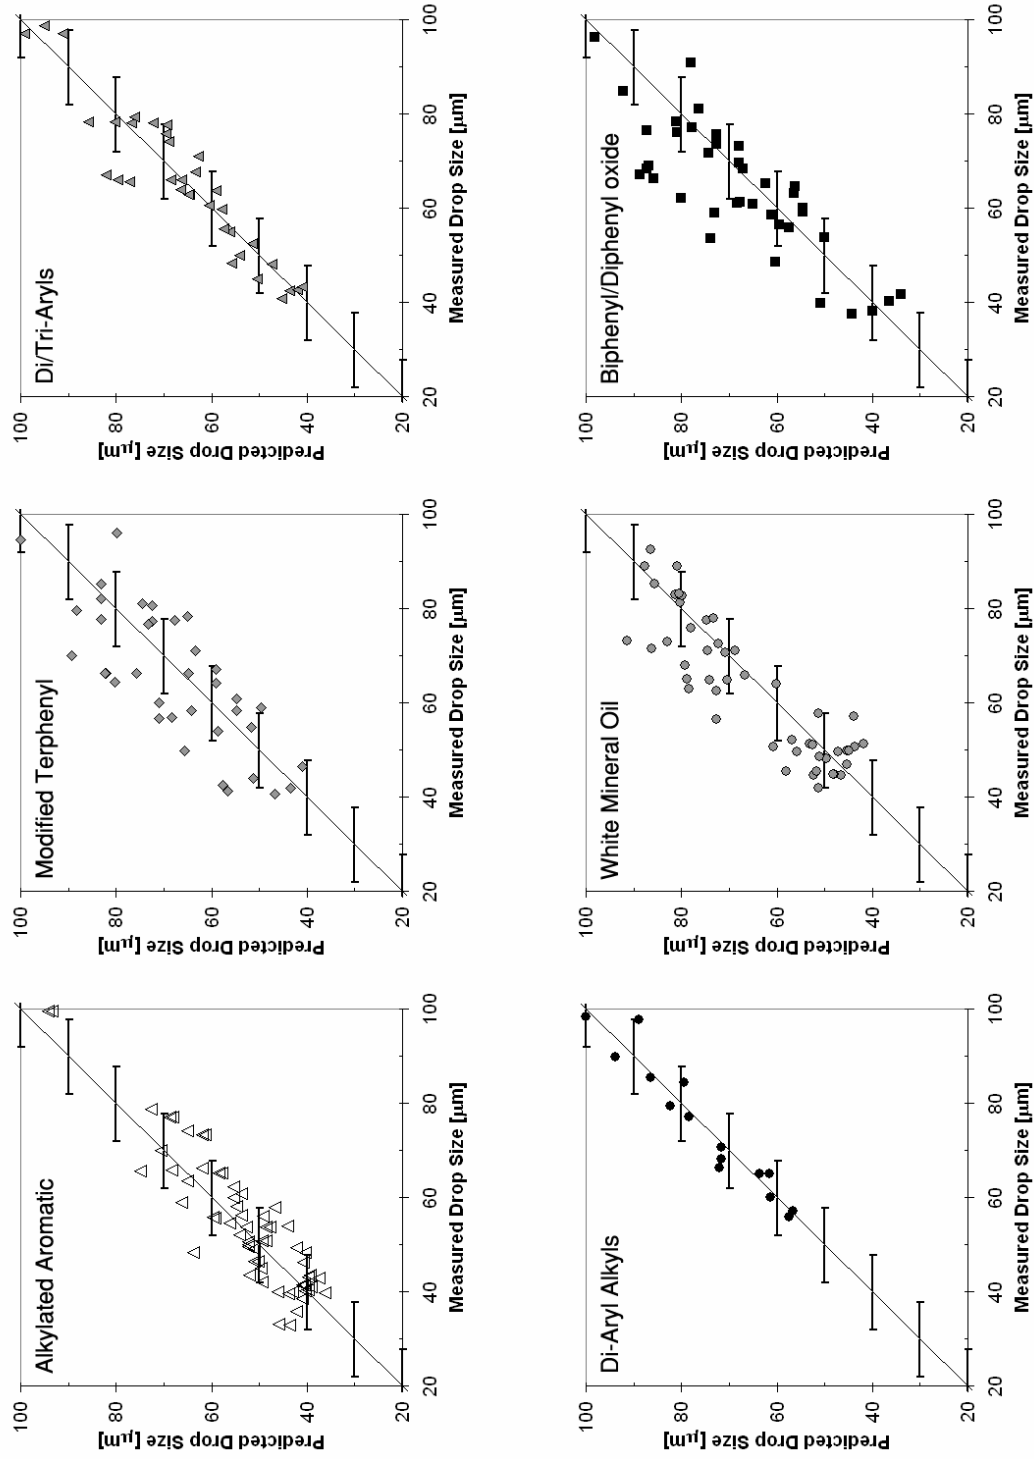 Alkylated Aromatic
Predicted Drop Size [µm]
100
80
60
40
20
20 40 60 80 100
Measured Drop Size [µm]
Modified Terphenyl
Predicted Drop Size [µm]
100
80
60
40
20
20 40 60 80 100
Measured Drop Size [µm]
Di/Tri-Aryls
Predicted Drop Size [µm]
100
80
60
40
20
20 40 60 80 100
Measured Drop Size [µm]
Di-Aryl Alkyls
Predicted Drop Size [µm]
100
80
60
40
20
20 40 60 80 100
Measured Drop Size [µm]
White Mineral Oil
Predicted Drop Size [µm]
100
80
60
40
20
20 40 60 80 100
Measured Drop Size [µm]
Biphenyl/Diphenyl oxide
Predicted Drop Size [µm]
100
80
60
40
20
20 40 60 80 100
Measured Drop Size [µm]